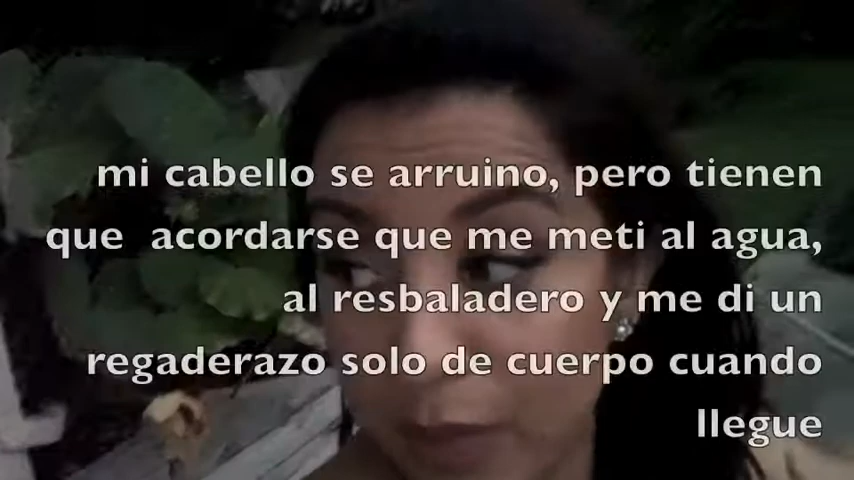 mi cabello se arruino, pero tienen
que acordarse que me meti al agua,
al resbaladero y me di un
regaderazo solo de cuerpo cuando
llegue